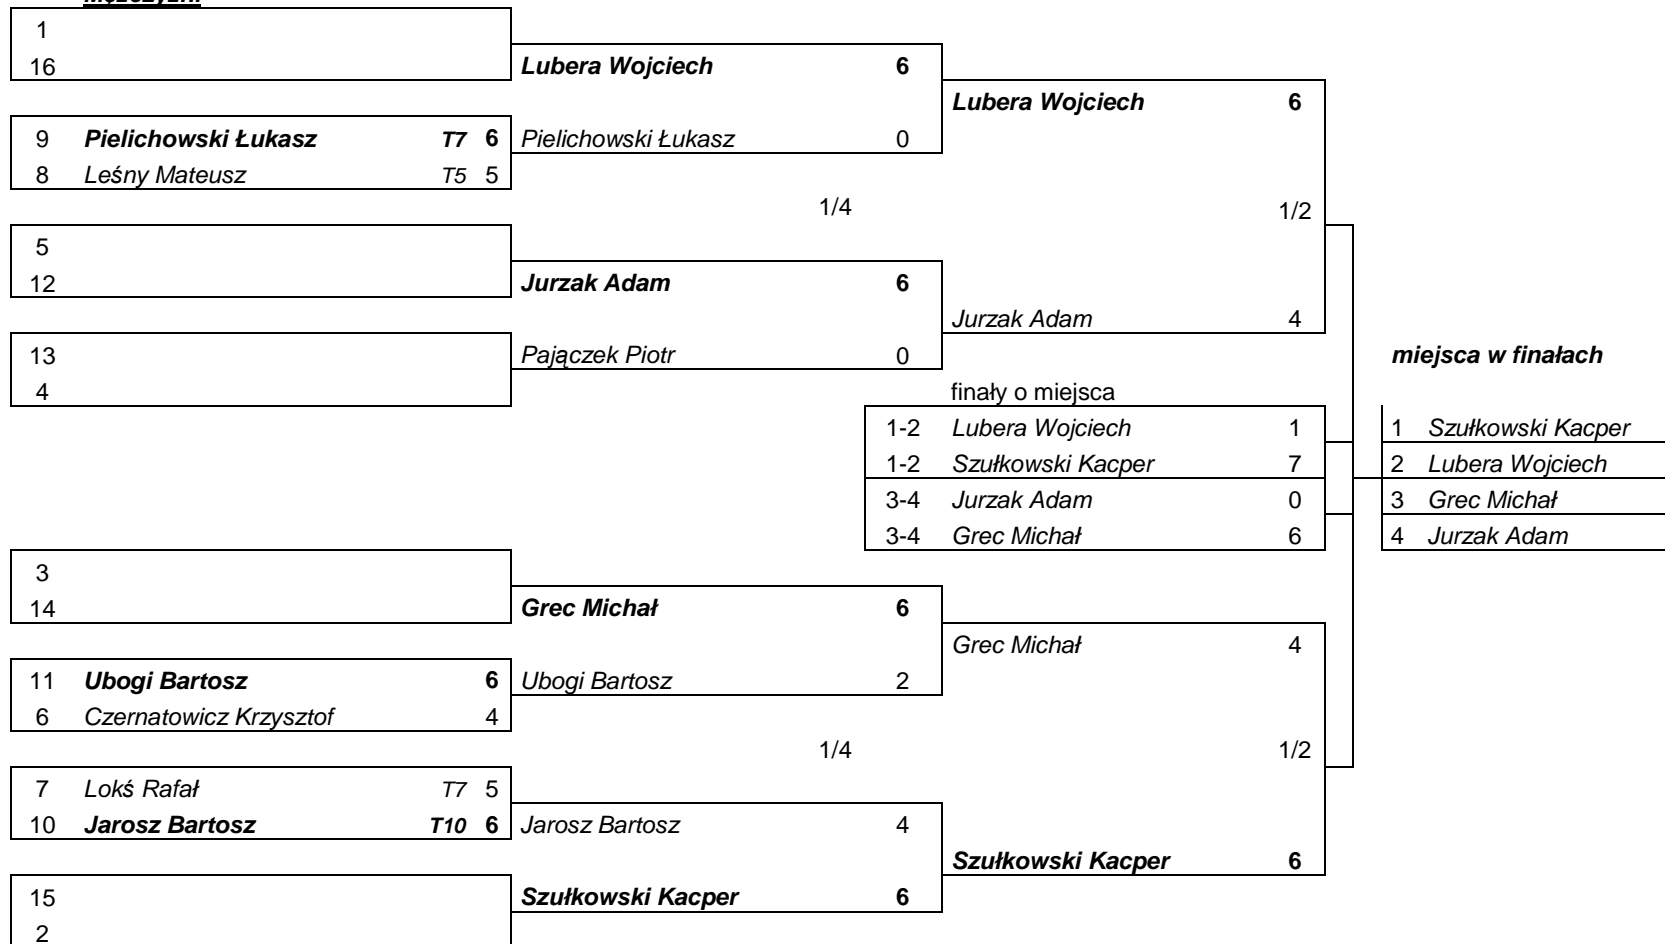 Mężczyźni
1
16 Lubera Wojciech 6
Lubera Wojciech 6
9 Pielichowski Łukasz T7 6 Pielichowski Łukasz 0
8 Leśny Mateusz T5 5
1/4 1/2
5
12 Jurzak Adam 6
Jurzak Adam 4
13 Pajączek Piotr 0 miejsca w finałach
4 finały o miejsca
1-2 Lubera Wojciech 1 1 Szułkowski Kacper
1-2 Szułkowski Kacper 7 2 Lubera Wojciech
3-4 Jurzak Adam 0 3 Grec Michał
3-4 Grec Michał 6 4 Jurzak Adam
3
14 Grec Michał 6
Grec Michał 4
11 Ubogi Bartosz 6 Ubogi Bartosz 2
6 Czernatowicz Krzysztof 4
1/4 1/2
7 Lokś Rafał T7 5
10 Jarosz Bartosz T10 6 Jarosz Bartosz 4
Szułkowski Kacper 6
15 Szułkowski Kacper 6
2